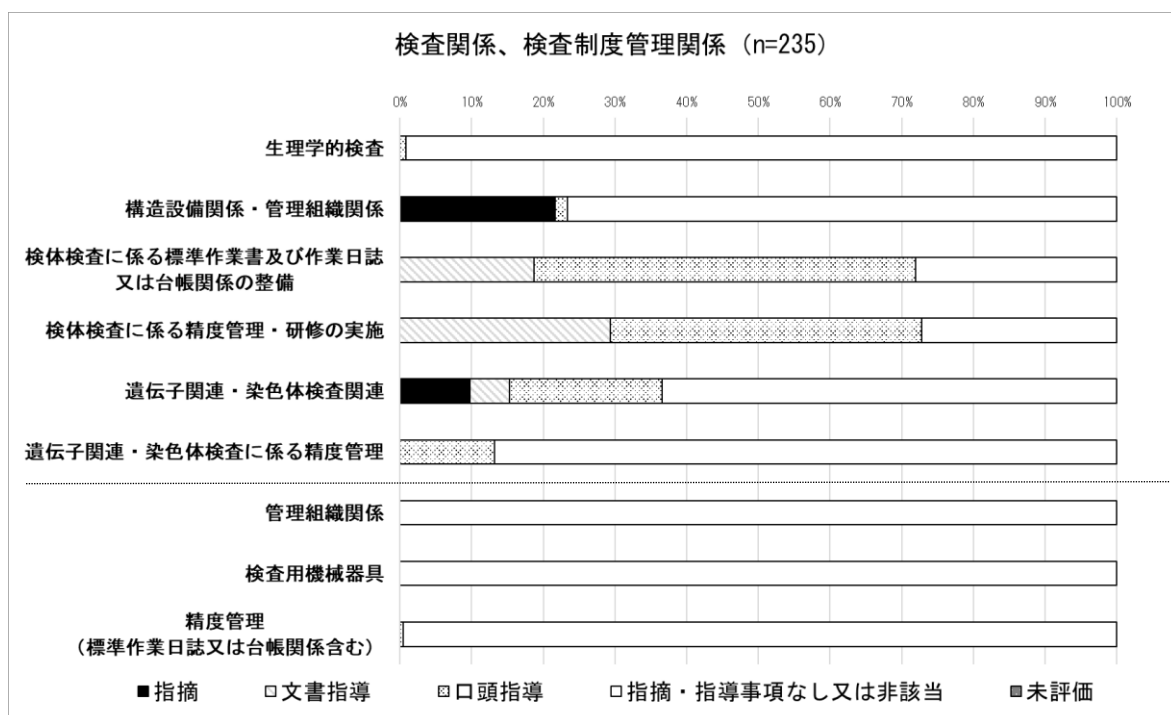 検査関係、検査制度管理関係（n=235）
0% 10% 20% 30% 40% 50% 60% 70% 80% 90% 100%
生理学的検査
構造設備関係・管理組織関係
検体検査に係る標準作業書及び作業日誌
又は台帳関係の整備
検体検査に係る精度管理・研修の実施
遺伝子関連・染色体検査関連
遺伝子関連・染色体検査に係る精度管理
管理組織関係
検査用機械器具
精度管理
（標準作業日誌又は台帳関係含む）
指摘 文書指導 口頭指導 指摘・指導事項なし又は非該当 未評価